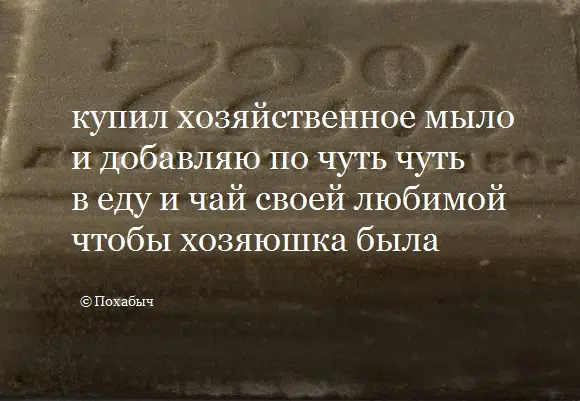 72%
купил хозяйственное мыло
и добавляю по чуть чуть
в еду и чай своей любимой
чтобы хозяюшка была
© Похабыч